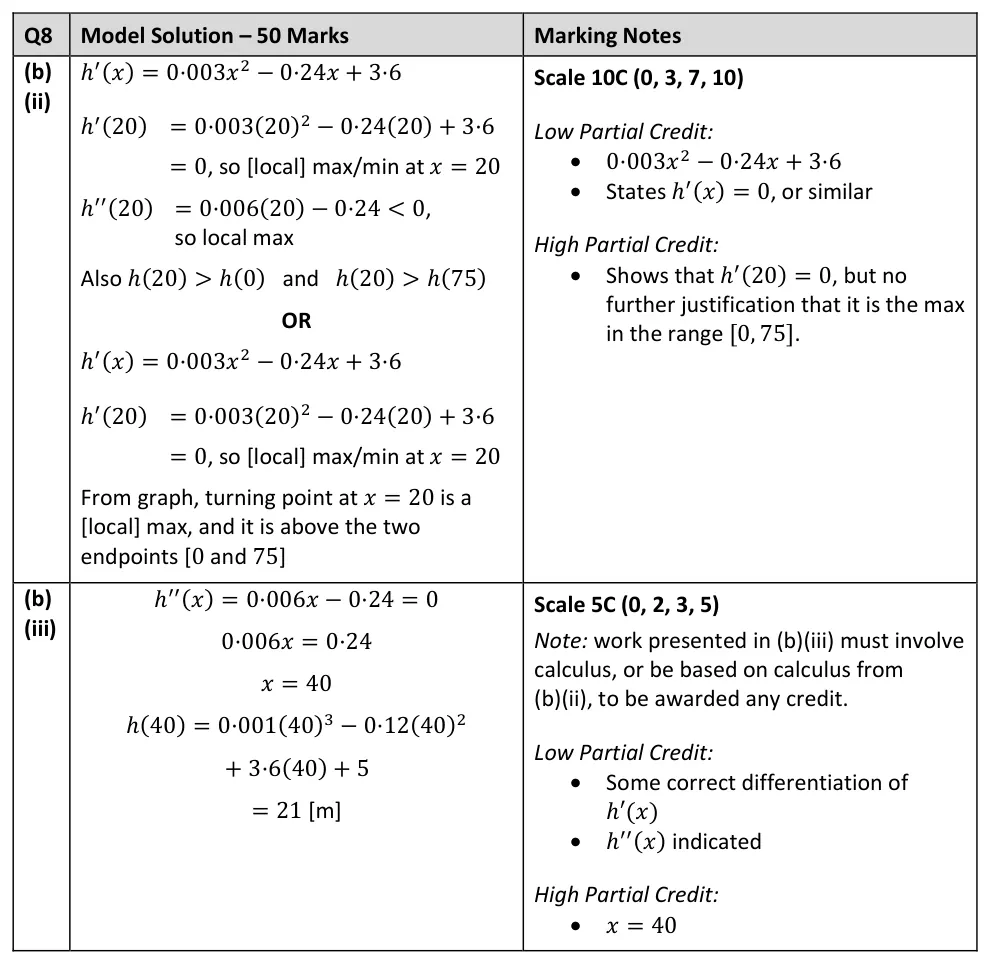 Q8 Model Solution – 50 Marks Marking Notes
(b)
(ii)
h′(x) = 0·003x² − 0·24x + 3·6
h′(20) = 0·003(20)² − 0·24(20) + 3·6
= 0, so [local] max/min at x = 20
h′′(20) = 0·006(20) − 0·24 < 0,
so local max
Also h(20) > h(0) and h(20) > h(75)
OR
h′(x) = 0·003x² − 0·24x + 3·6
h′(20) = 0·003(20)² − 0·24(20) + 3·6
= 0, so [local] max/min at x = 20
From graph, turning point at x = 20 is a
[local] max, and it is above the two
endpoints [0 and 75]
Scale 10C (0, 3, 7, 10)
Low Partial Credit:
• 0·003x² − 0·24x + 3·6
• States h′(x) = 0, or similar
High Partial Credit:
• Shows that h′(20) = 0, but no
further justification that it is the max
in the range [0, 75].
(b)
(iii)
h′′(x) = 0·006x − 0·24 = 0
0·006x = 0·24
x = 40
h(40) = 0·001(40)³ − 0·12(40)²
+ 3·6(40) + 5
= 21 [m]
Scale 5C (0, 2, 3, 5)
Note: work presented in (b)(iii) must involve
calculus, or be based on calculus from
(b)(ii), to be awarded any credit.
Low Partial Credit:
• Some correct differentiation of
h′(x)
• h′′(x) indicated
High Partial Credit:
• x = 40